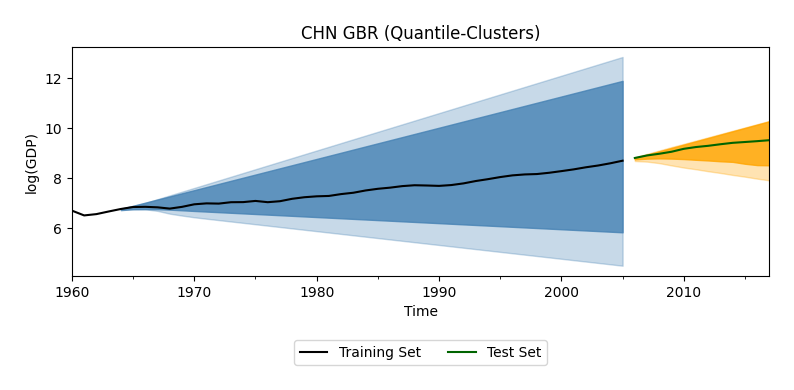 CHN GBR (Quantile-Clusters)
12
10
8
6
log(GDP)
1960 1970 1980 1990 2000 2010
Time
Training Set Test Set